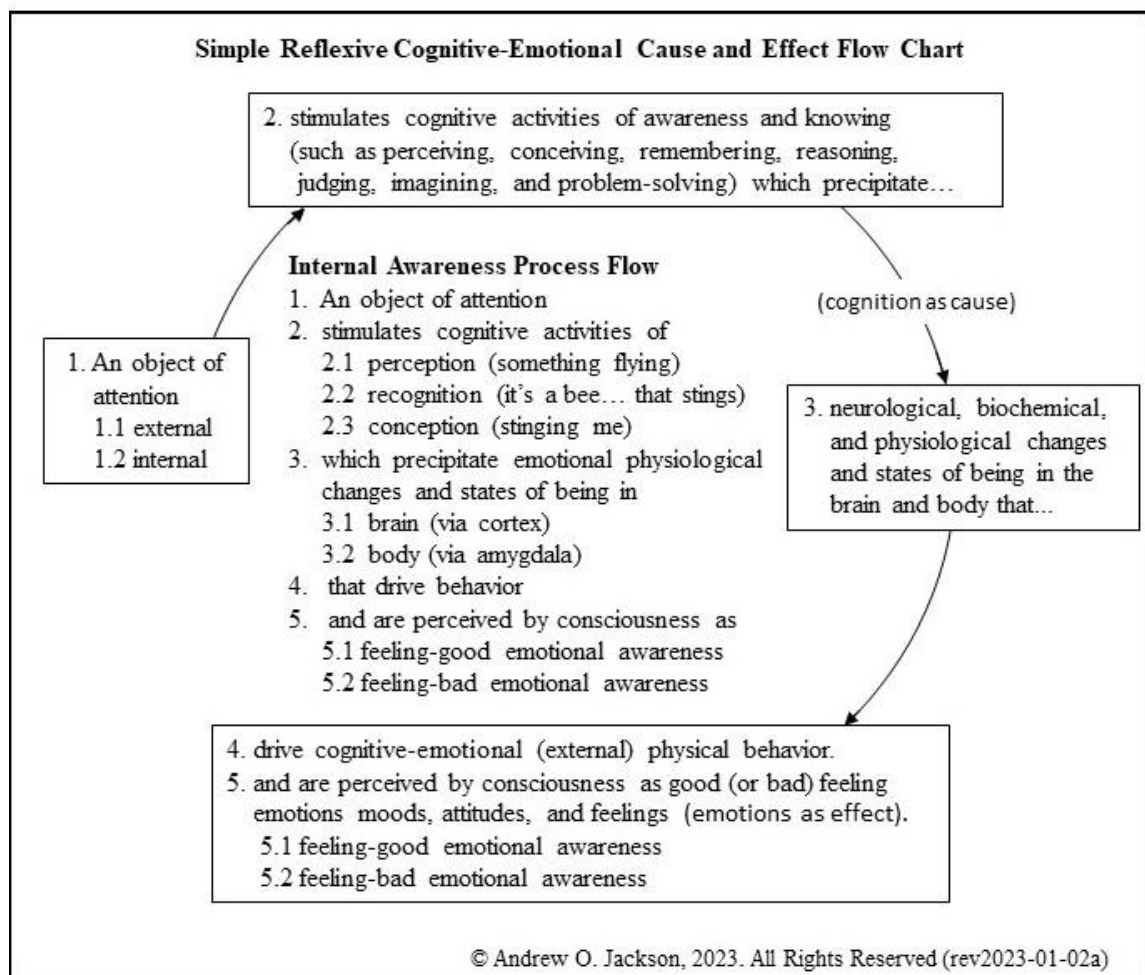 Simple Reflexive Cognitive-Emotional Cause and Effect Flow Chart
2. stimulates cognitive activities of awareness and knowing
(such as perceiving, conceiving, remembering, reasoning,
judging, imagining, and problem-solving) which precipitate…
(cognition as cause)
1. An object of
attention
1.1 external
1.2 internal
Internal Awareness Process Flow
1. An object of attention
2. stimulates cognitive activities of
2.1 perception (something flying)
2.2 recognition (it's a bee… that stings)
2.3 conception (stinging me)
3. which precipitate emotional physiological
changes and states of being in
3.1 brain (via cortex)
3.2 body (via amygdala)
4. that drive behavior
5. and are perceived by consciousness as
5.1 feeling-good emotional awareness
5.2 feeling-bad emotional awareness
3. neurological, biochemical,
and physiological changes
and states of being in the
brain and body that...
4. drive cognitive-emotional (external) physical behavior.
5. and are perceived by consciousness as good (or bad) feeling
emotions moods, attitudes, and feelings (emotions as effect).
5.1 feeling-good emotional awareness
5.2 feeling-bad emotional awareness
© Andrew O. Jackson, 2023. All Rights Reserved (rev2023-01-02a)